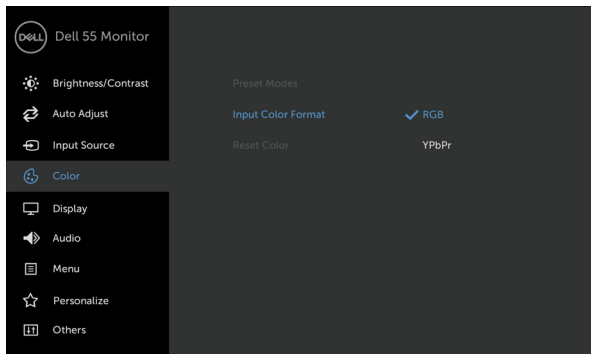 DELL Dell 55 Monitor
Brightness/Contrast
Preset Modes
Auto Adjust
Input Color Format
RGB
Input Source
Reset Color
YPbPr
Color
Display
Audio
Menu
Personalize
Others